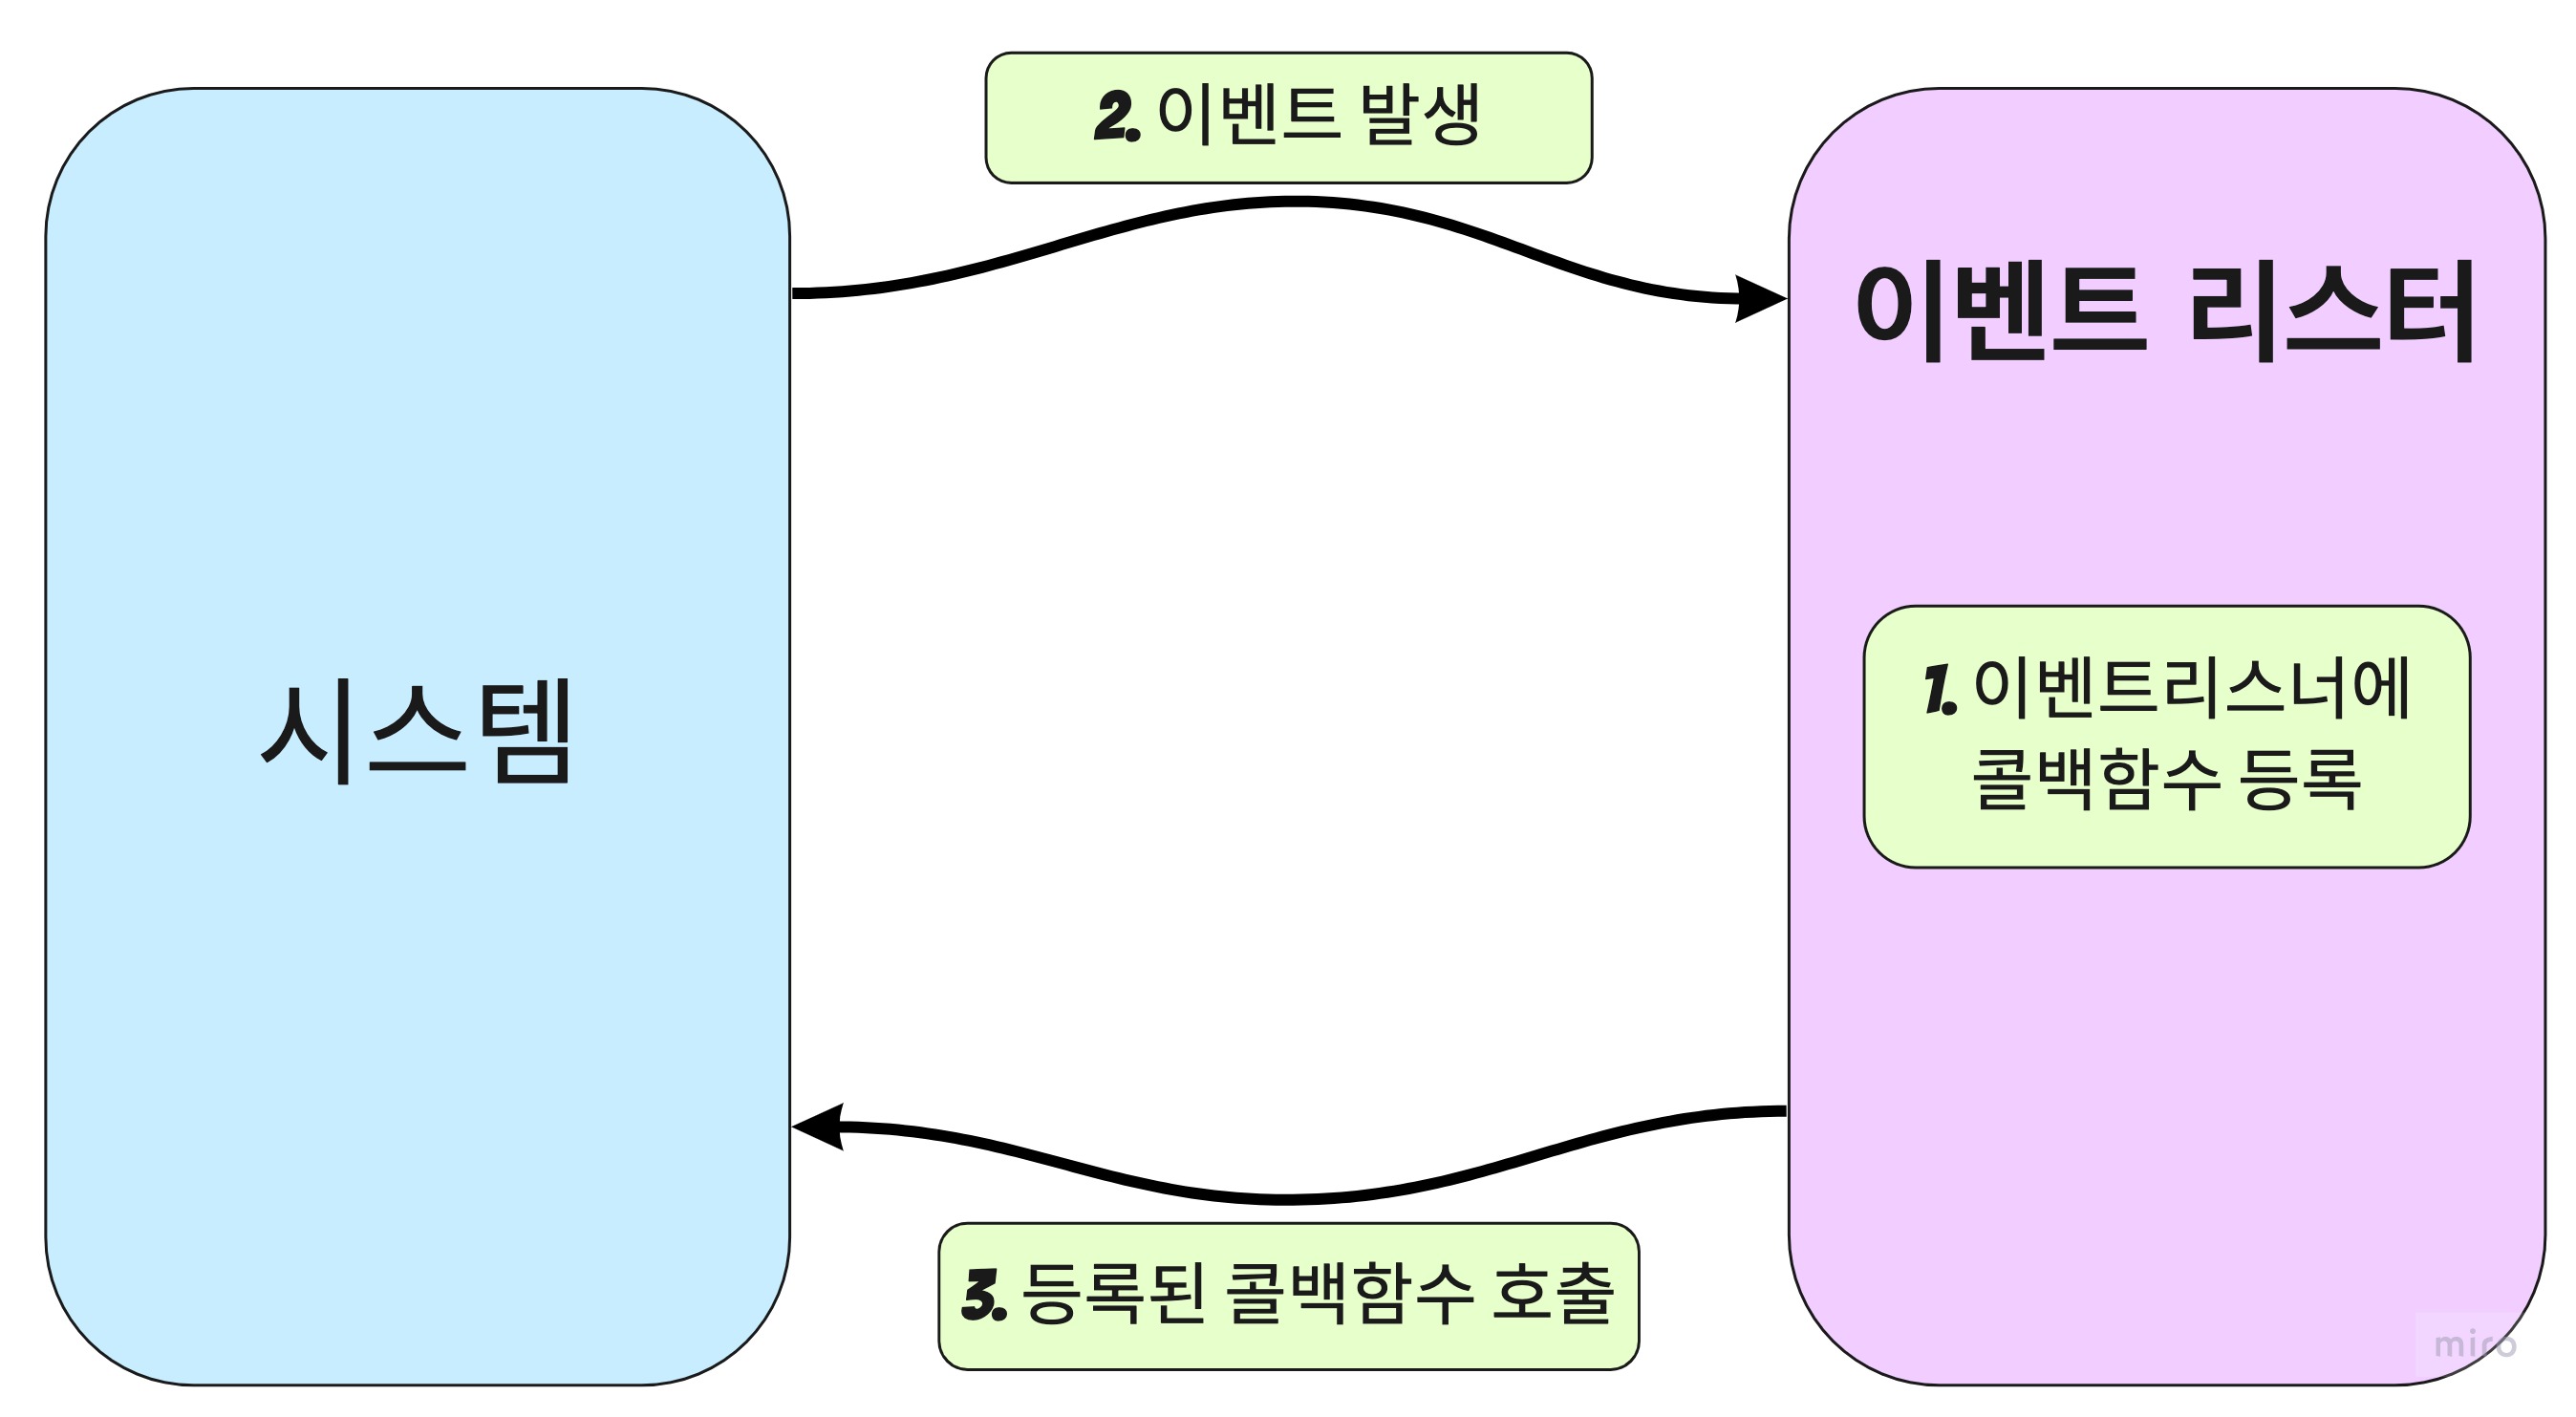 2. 이벤트 발생
이벤트 리스터
시스템
1. 이벤트리스너에
콜백함수 등록
3. 등록된 콜백함수 호출
miro